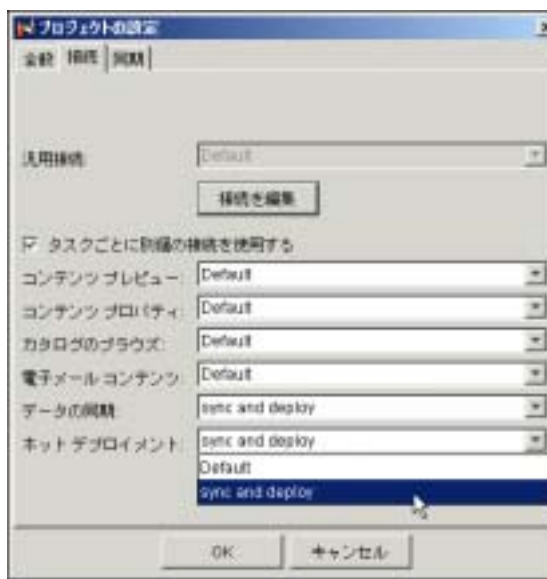 プロジェクトの設定
全般 接続 同期
汎用接続: Default
接続を編集
タスクごとに別個の接続を使用する
コンテンツ プレビュー: Default
コンテンツ プロパティ: Default
カタログのブラウズ: Default
電子メール コンテンツ: Default
データの同期: sync and deploy
ホット デプロイメント: sync and deploy
Default
sync and deploy
OK キャンセル